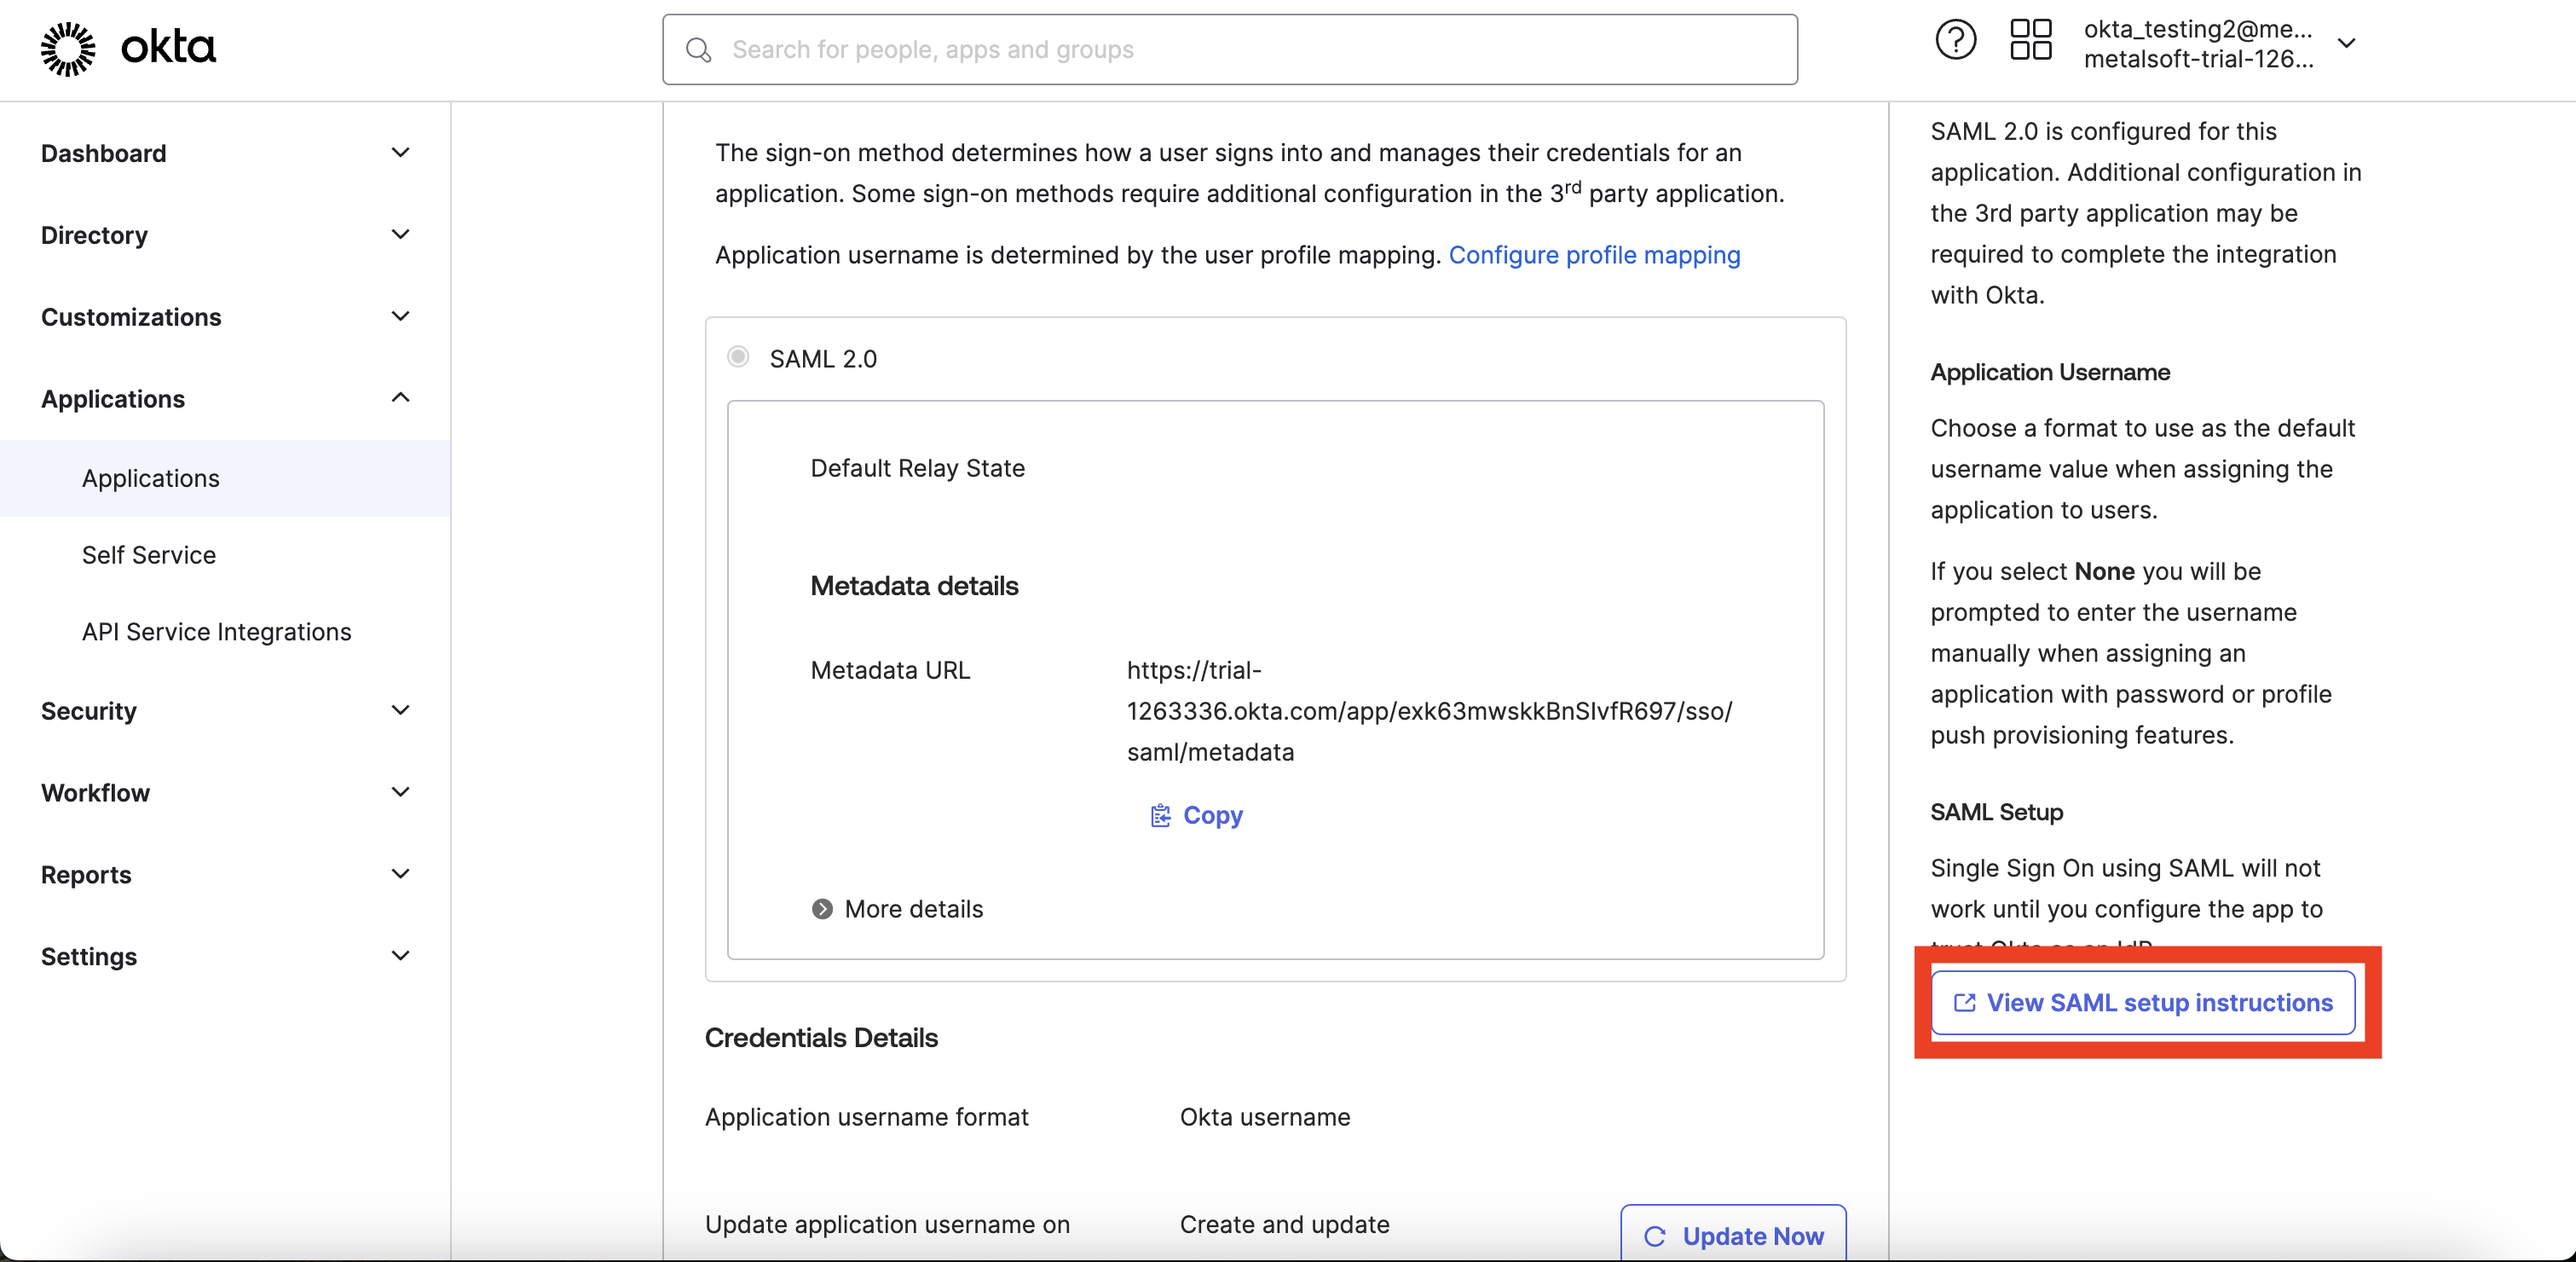 okta
Search for people, apps and groups
okta_testing2@me...
metalsoft-trial-126...
Dashboard
Directory
Customizations
Applications
Applications
Self Service
API Service Integrations
Security
Workflow
Reports
Settings
The sign-on method determines how a user signs into and manages their credentials for an
application. Some sign-on methods require additional configuration in the 3rd party application.
Application username is determined by the user profile mapping. Configure profile mapping
SAML 2.0
Default Relay State
Metadata details
Metadata URL
https://trial-
1263336.okta.com/app/exk63mwskkBnSIvfR697/sso/
saml/metadata
Copy
More details
Credentials Details
Application username format
Okta username
Update application username on
Create and update
Update Now
SAML 2.0 is configured for this
application. Additional configuration in
the 3rd party application may be
required to complete the integration
with Okta.
Application Username
Choose a format to use as the default
username value when assigning the
application to users.
If you select None you will be
prompted to enter the username
manually when assigning an
application with password or profile
push provisioning features.
SAML Setup
Single Sign On using SAML will not
work until you configure the app to
trust Okta as an IdP
View SAML setup instructions